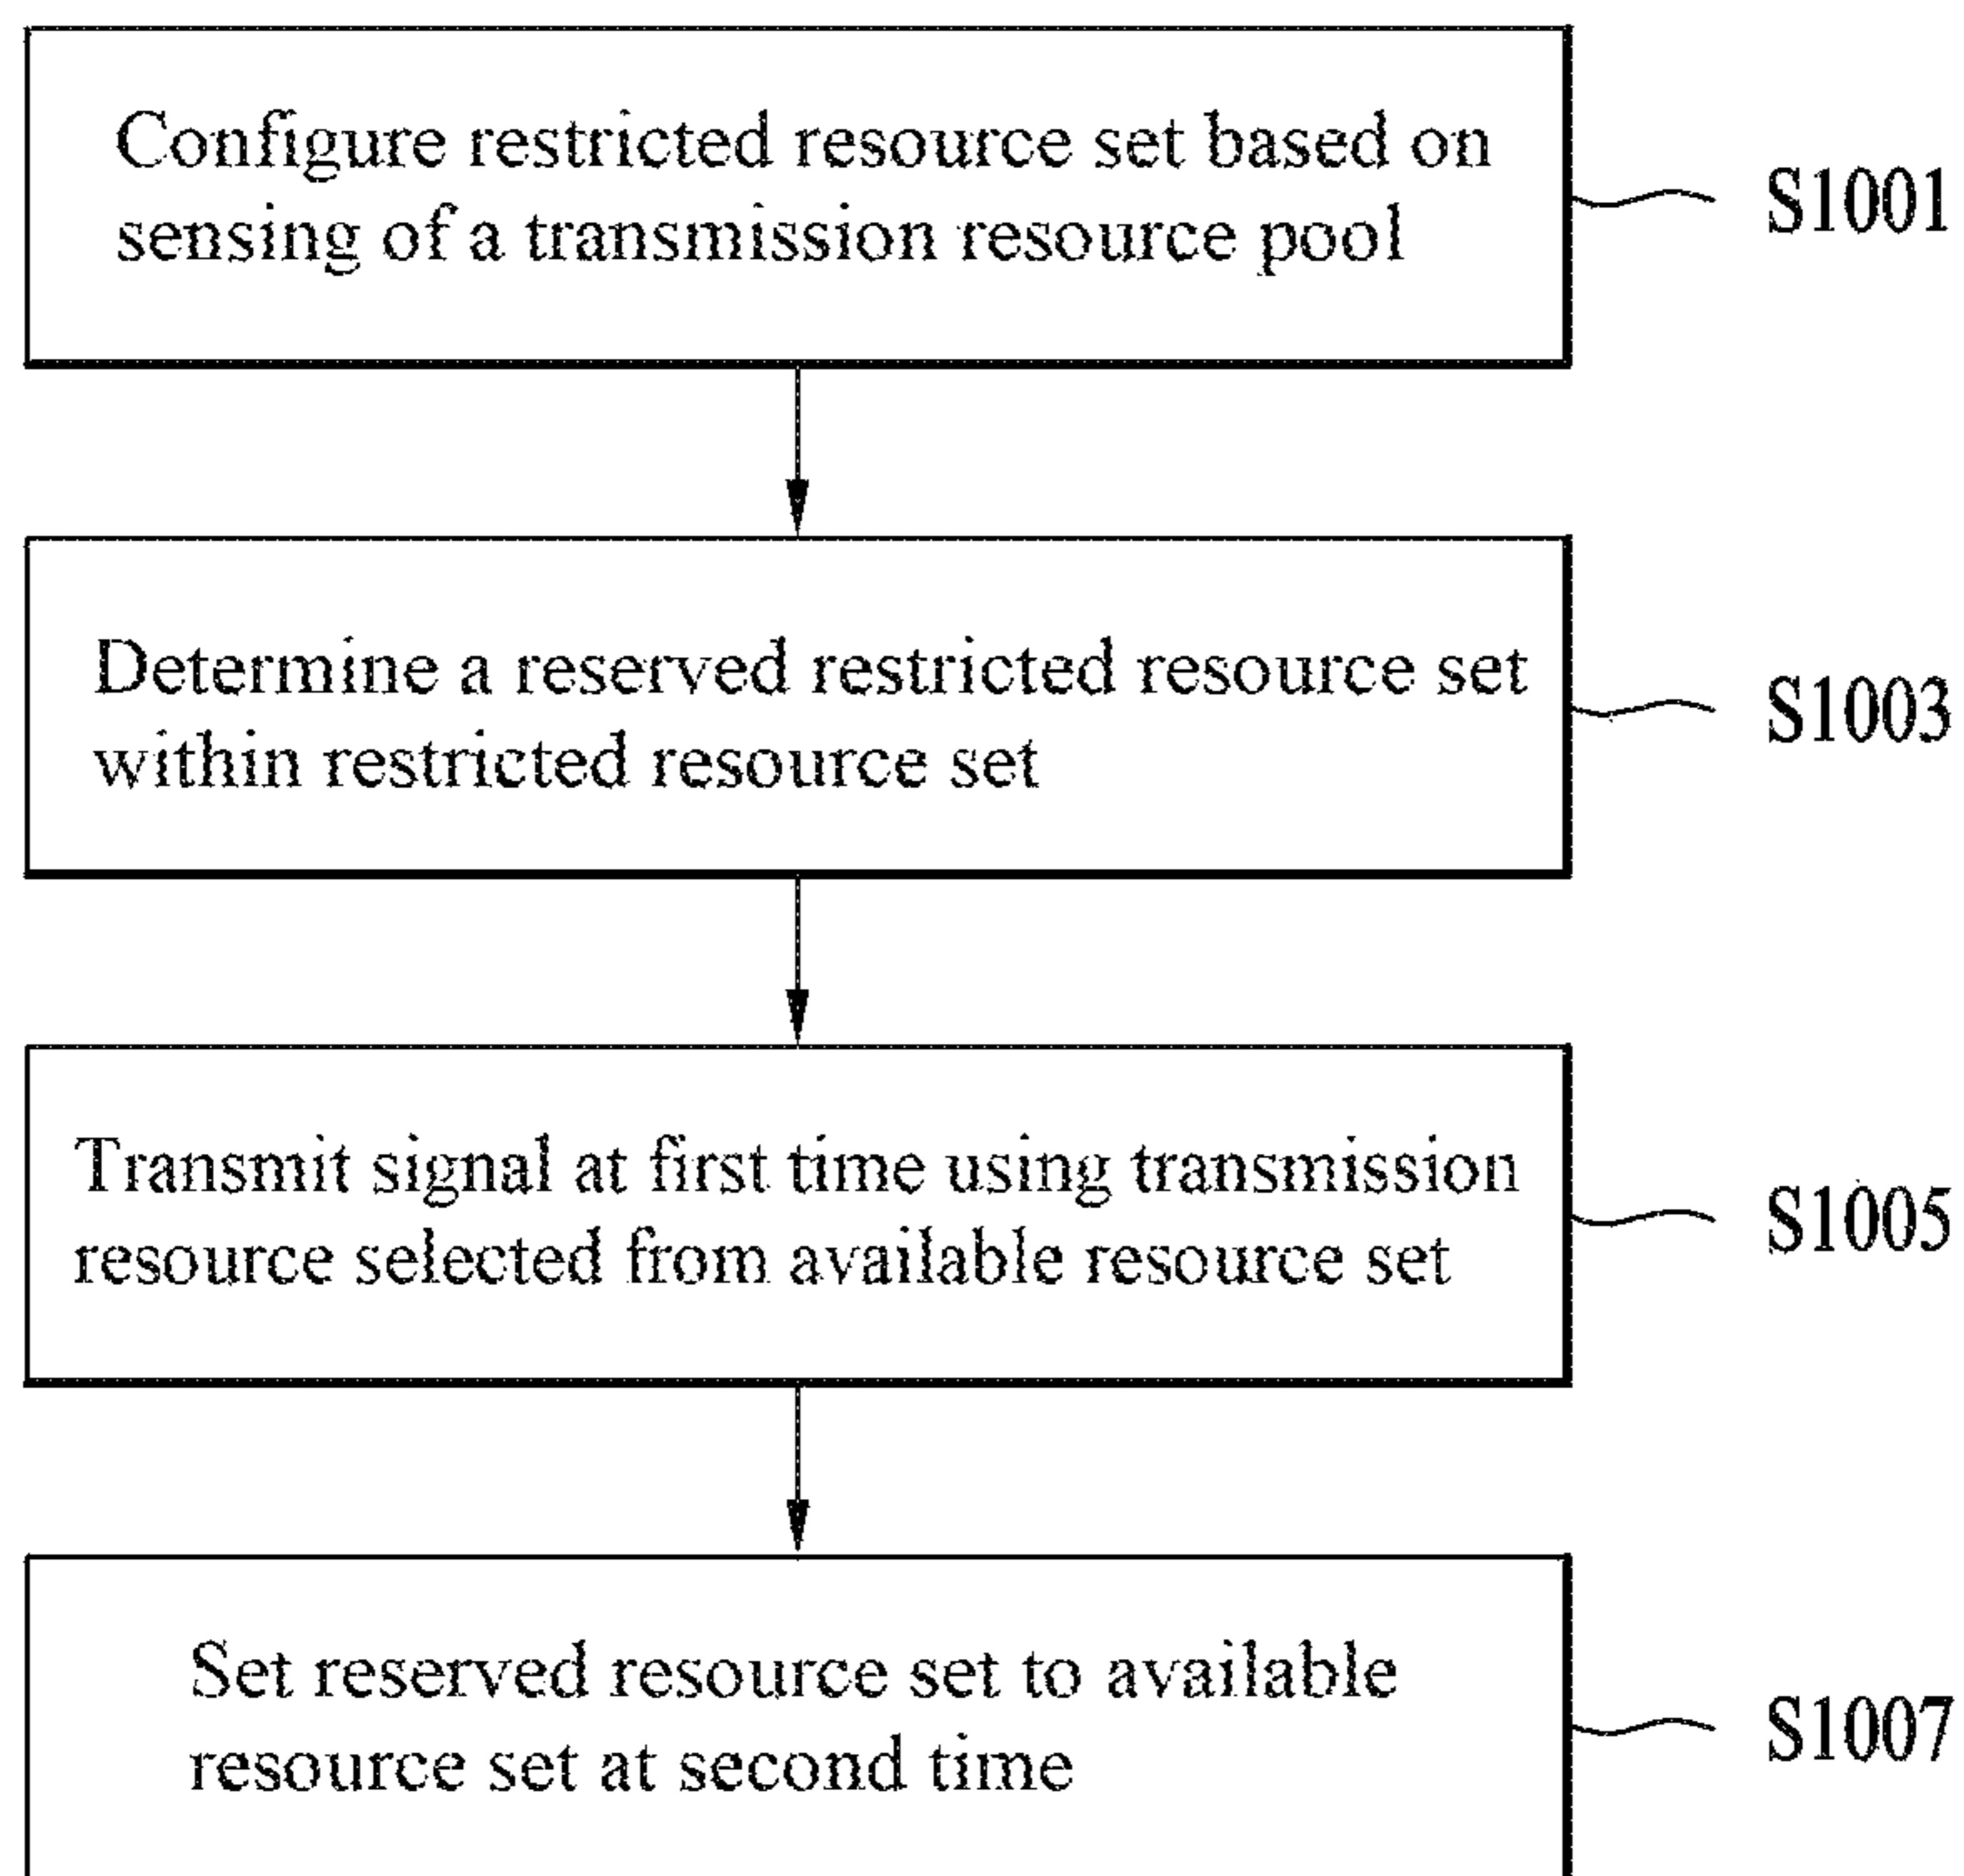 Configure restricted resource set based on
sensing of a transmission resource pool
S1001
Determine a reserved restricted resource set
within restricted resource set
S1003
Transmit signal at first time using transmission
resource selected from available resource set
S1005
Set reserved resource set to available
resource set at second time
S1007